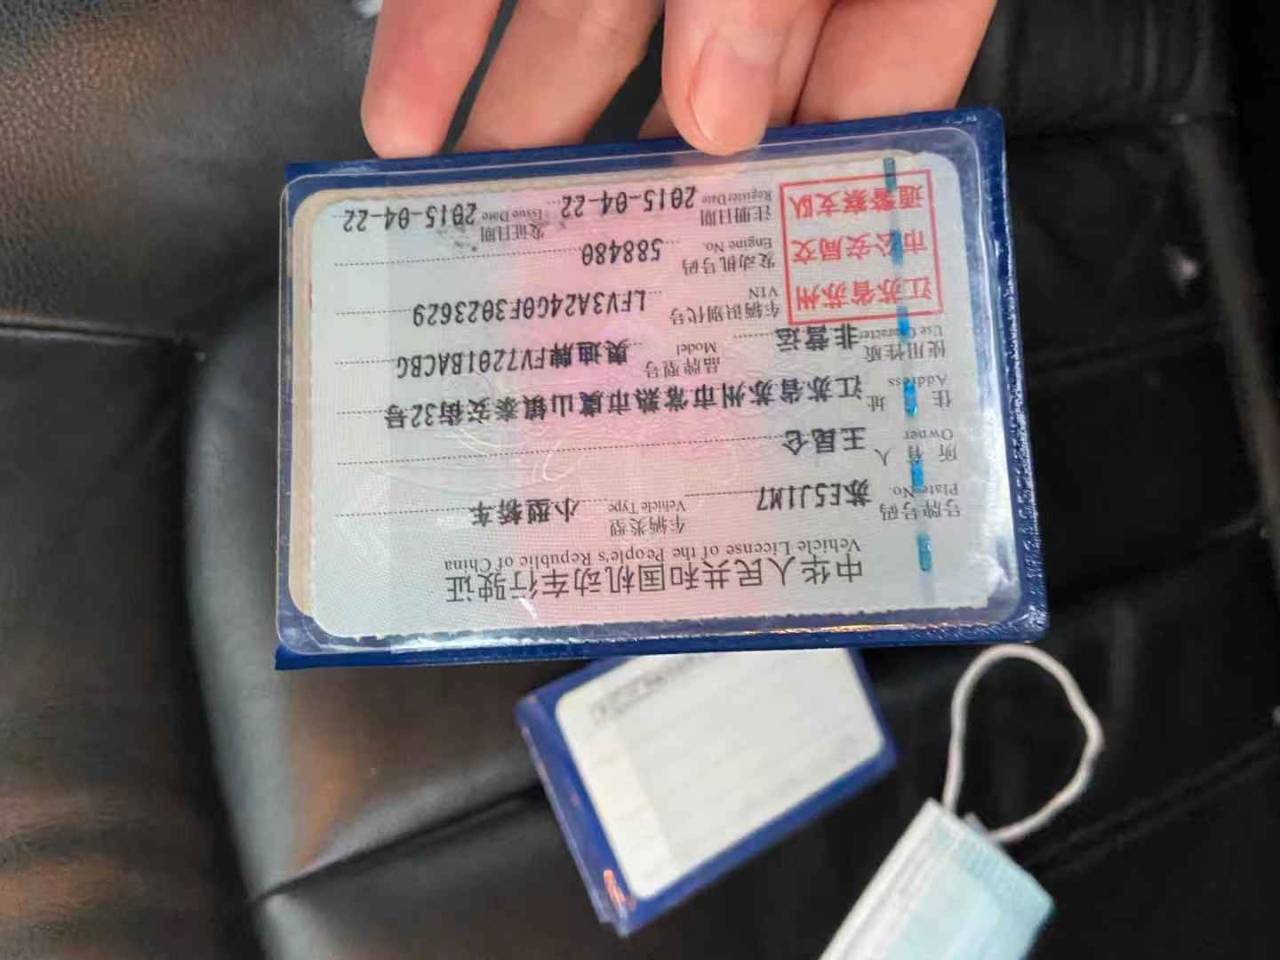 中华人民共和国机动车行驶证
Vehicle License of the People's Republic of China
号牌号码 苏E5J1M7 车辆类型 小型轿车
Plate No. Vehicle Type
所有人 王昆仑
Owner
住址 江苏省苏州市常熟市虞山镇泰安街32号
Address
使用性质 非营运 品牌型号 奥迪牌FV7201BACBG
Use Character Model
江苏省苏州
市公安局交
通警察支队
车辆识别代号 LFV3A24G0F3023629
VIN
发动机号码 588480
Engine No.
注册日期 2015-04-22 发证日期 2015-04-22
Register Date Issue Date